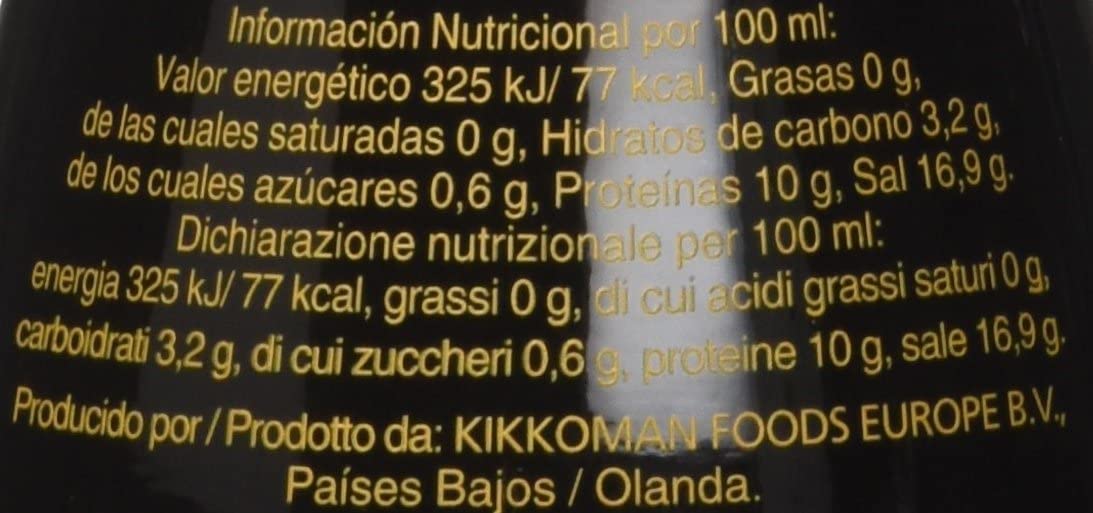 Información Nutricional por 100 ml:
Valor energético 325 kJ/ 77 kcal, Grasas 0 g,
de las cuales saturadas 0 g, Hidratos de carbono 3,2 g,
de los cuales azúcares 0,6 g, Proteínas 10 g, Sal 16,9 g.
Dichiarazione nutrizionale per 100 ml:
energia 325 kJ/ 77 kcal, grassi 0 g, di cui acidi grassi saturi 0 g,
carboidrati 3,2 g, di cui zuccheri 0,6 g, proteine 10 g, sale 16,9 g.
Producido por / Prodotto da: KIKKOMAN FOODS EUROPE B.V.,
Países Bajos / Olanda.